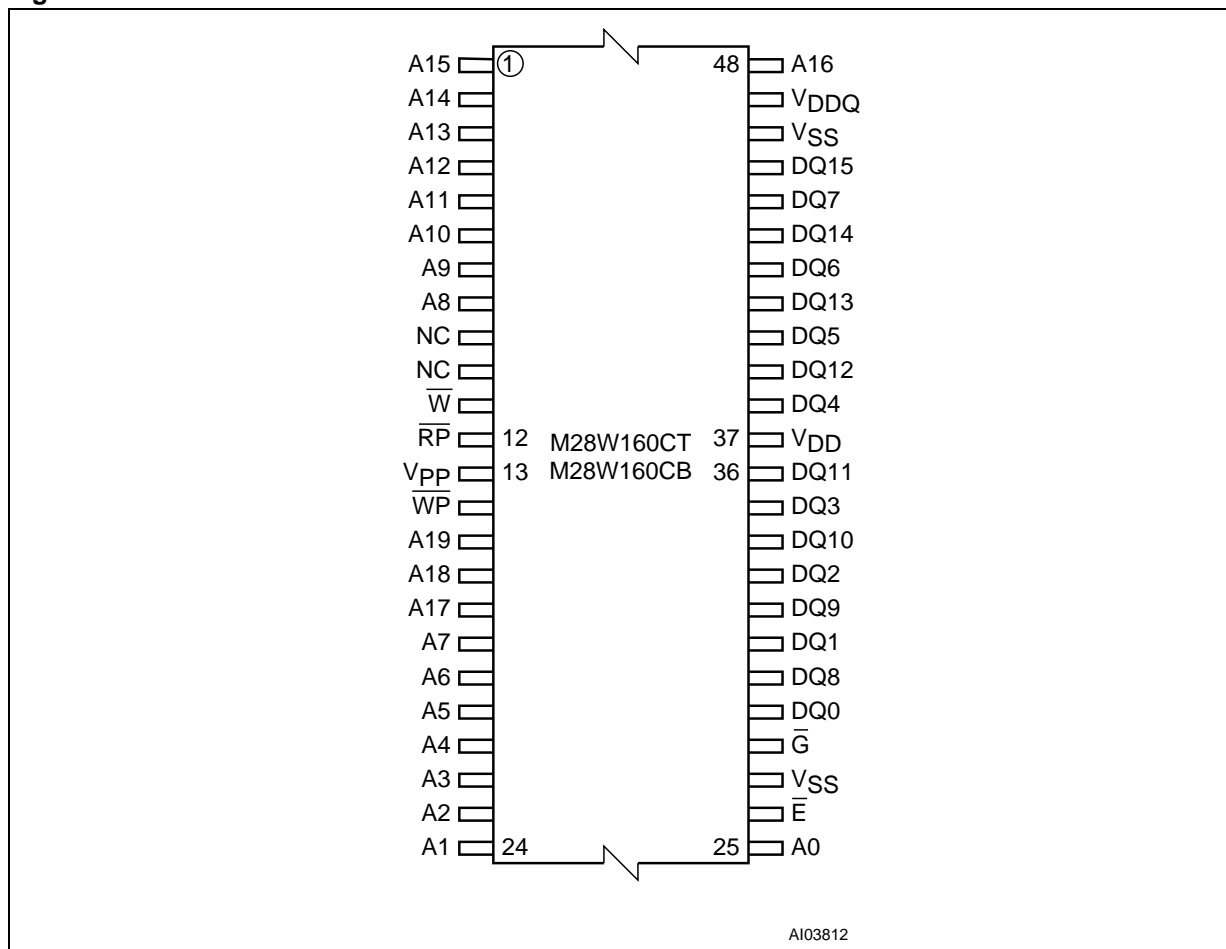 A15 1 48 A16
A14 VDDQ
A13 VSS
A12 DQ15
A11 DQ7
A10 DQ14
A9 DQ6
A8 DQ13
NC DQ5
NC DQ12
W̅ DQ4
R̅P̅ 12 M28W160CT 37 VDD
VPP 13 M28W160CB 36 DQ11
W̅P̅ DQ3
A19 DQ10
A18 DQ2
A17 DQ9
A7 DQ1
A6 DQ8
A5 DQ0
A4 G̅
A3 VSS
A2 E̅
A1 24 25 A0
AI03812